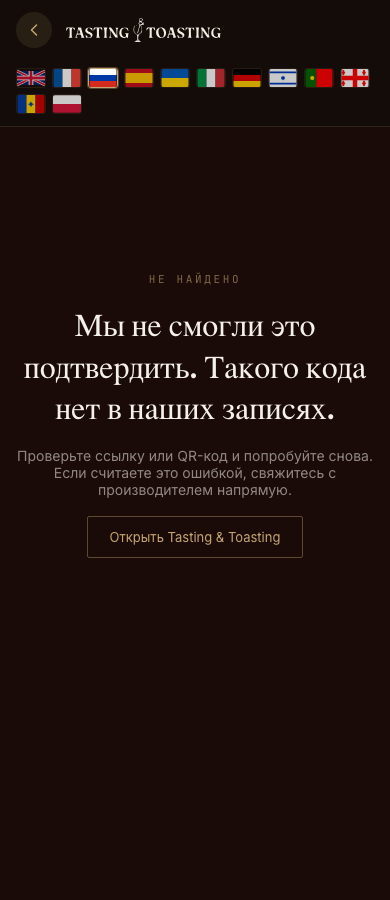 TASTING TOASTING
НЕ НАЙДЕНО
Мы не смогли это
подтвердить. Такого кода
нет в наших записях.
Проверьте ссылку или QR-код и попробуйте снова.
Если считаете это ошибкой, свяжитесь с
производителем напрямую.
Открыть Tasting & Toasting